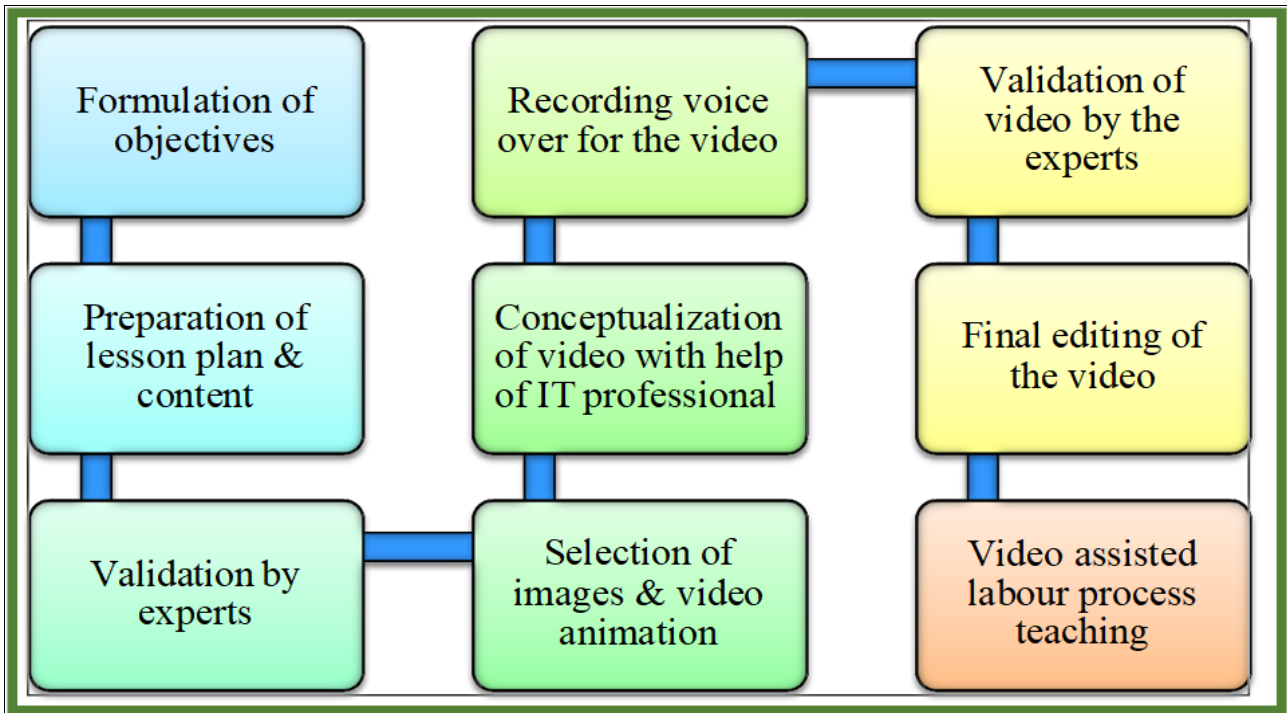 Formulation of
objectives
Preparation of
lesson plan &
content
Validation by
experts
Selection of
images & video
animation
Conceptualization
of video with help
of IT professional
Recording voice
over for the video
Validation of
video by the
experts
Final editing of
the video
Video assisted
labour process
teaching